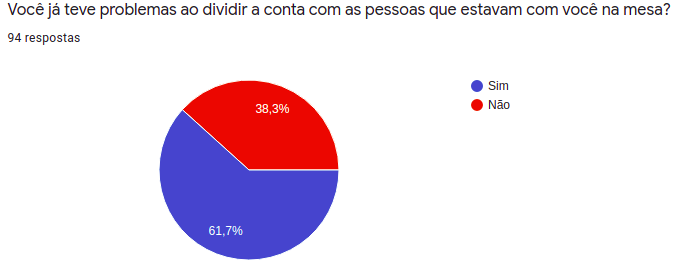 Você já teve problemas ao dividir a conta com as pessoas que estavam com você na mesa?
94 respostas
Sim
Não
38,3%
61,7%